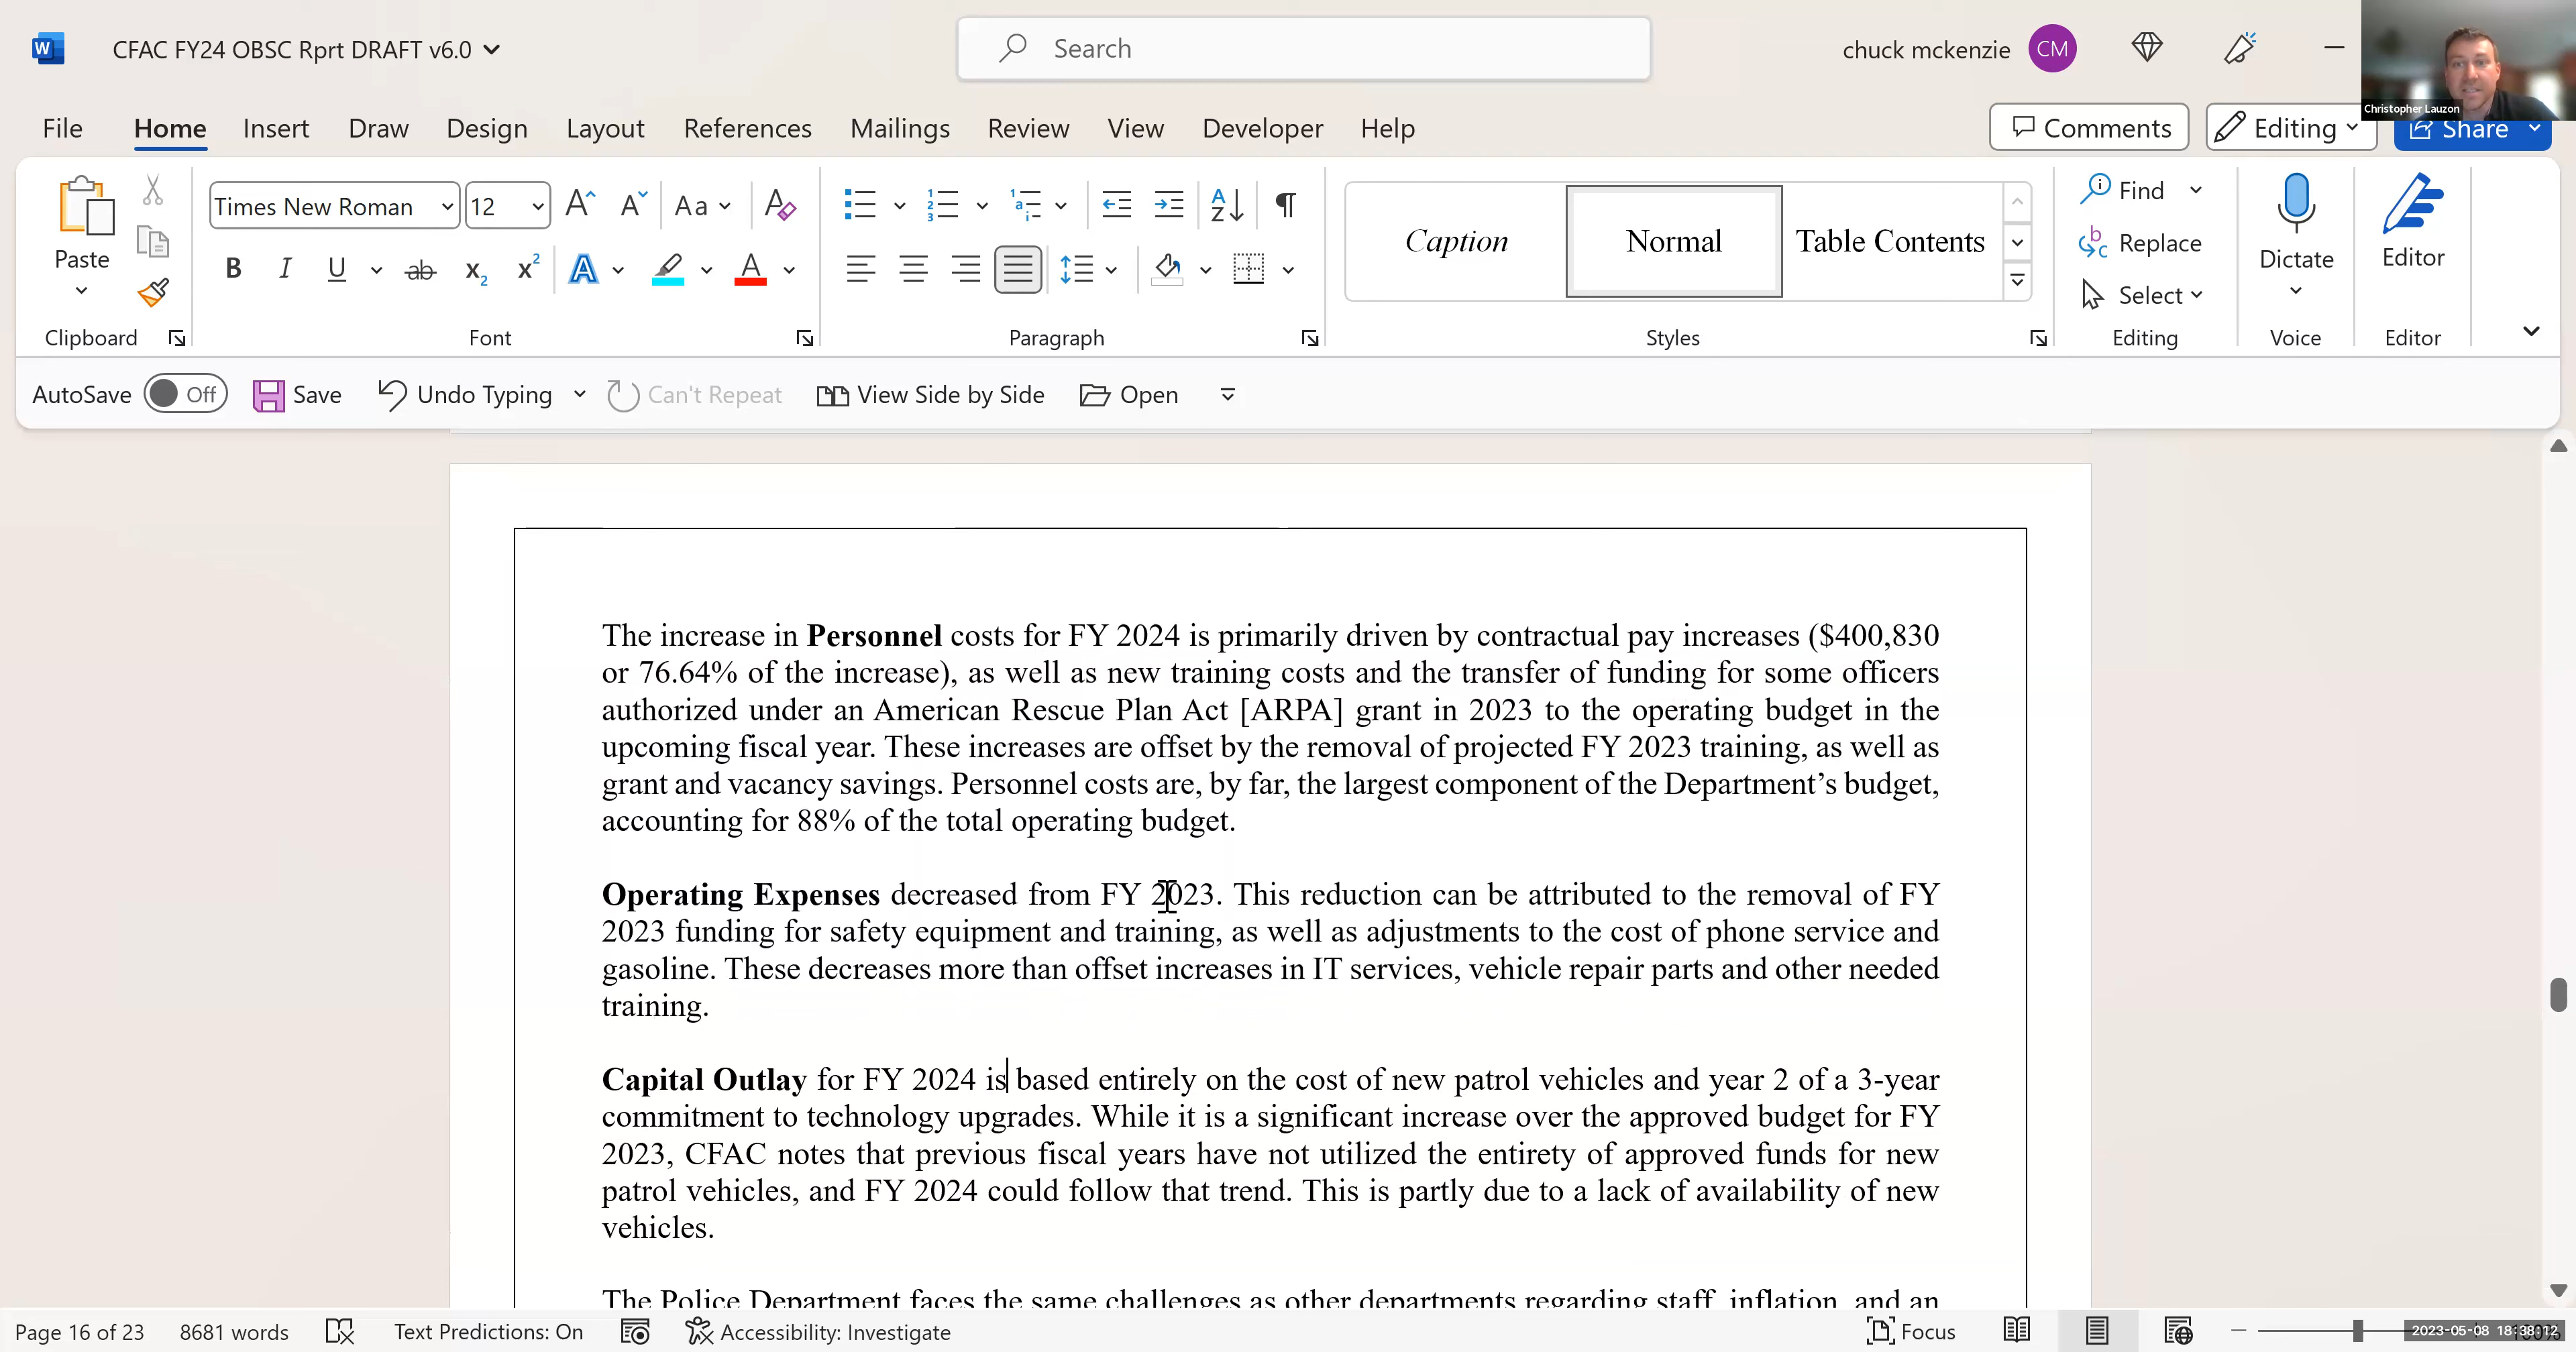 CFAC FY24 OBSC Rprt DRAFT v6.0
Search
chuck mckenzie
CM
Christopher Lauzon
File Home Insert Draw Design Layout References Mailings Review View Developer Help
Comments Editing Share
Paste
Times New Roman 12 Aa
Caption Normal Table Contents
Find
Replace
Select
Dictate
Editor
Clipboard Font Paragraph Styles Editing Voice Editor
AutoSave Off Save Undo Typing Can't Repeat View Side by Side Open
The increase in Personnel costs for FY 2024 is primarily driven by contractual pay increases ($400,830
or 76.64% of the increase), as well as new training costs and the transfer of funding for some officers
authorized under an American Rescue Plan Act [ARPA] grant in 2023 to the operating budget in the
upcoming fiscal year. These increases are offset by the removal of projected FY 2023 training, as well as
grant and vacancy savings. Personnel costs are, by far, the largest component of the Department’s budget,
accounting for 88% of the total operating budget.
Operating Expenses decreased from FY 2023. This reduction can be attributed to the removal of FY
2023 funding for safety equipment and training, as well as adjustments to the cost of phone service and
gasoline. These decreases more than offset increases in IT services, vehicle repair parts and other needed
training.
Capital Outlay for FY 2024 is based entirely on the cost of new patrol vehicles and year 2 of a 3-year
commitment to technology upgrades. While it is a significant increase over the approved budget for FY
2023, CFAC notes that previous fiscal years have not utilized the entirety of approved funds for new
patrol vehicles, and FY 2024 could follow that trend. This is partly due to a lack of availability of new
vehicles.
The Police Department faces the same challenges as other departments regarding staff, inflation, and an
Page 16 of 23 8681 words Text Predictions: On Accessibility: Investigate Focus
2023-05-08 18:38:12